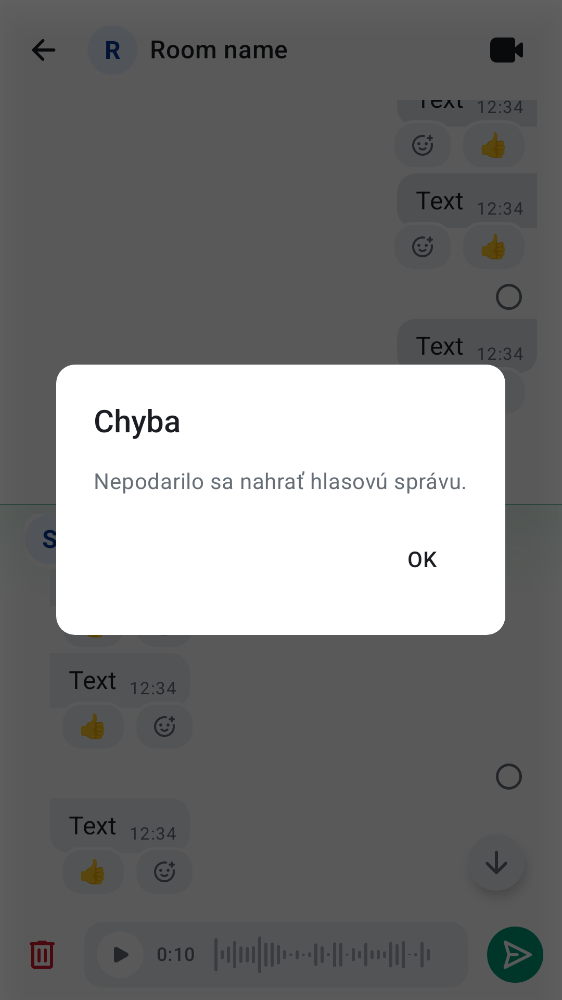 R Room name
Text 12:34
👍
Text 12:34
👍
Text 12:34
Chyba
Nepodarilo sa nahrať hlasovú správu.
S
OK
Text 12:34
👍
Text 12:34
👍
0:10